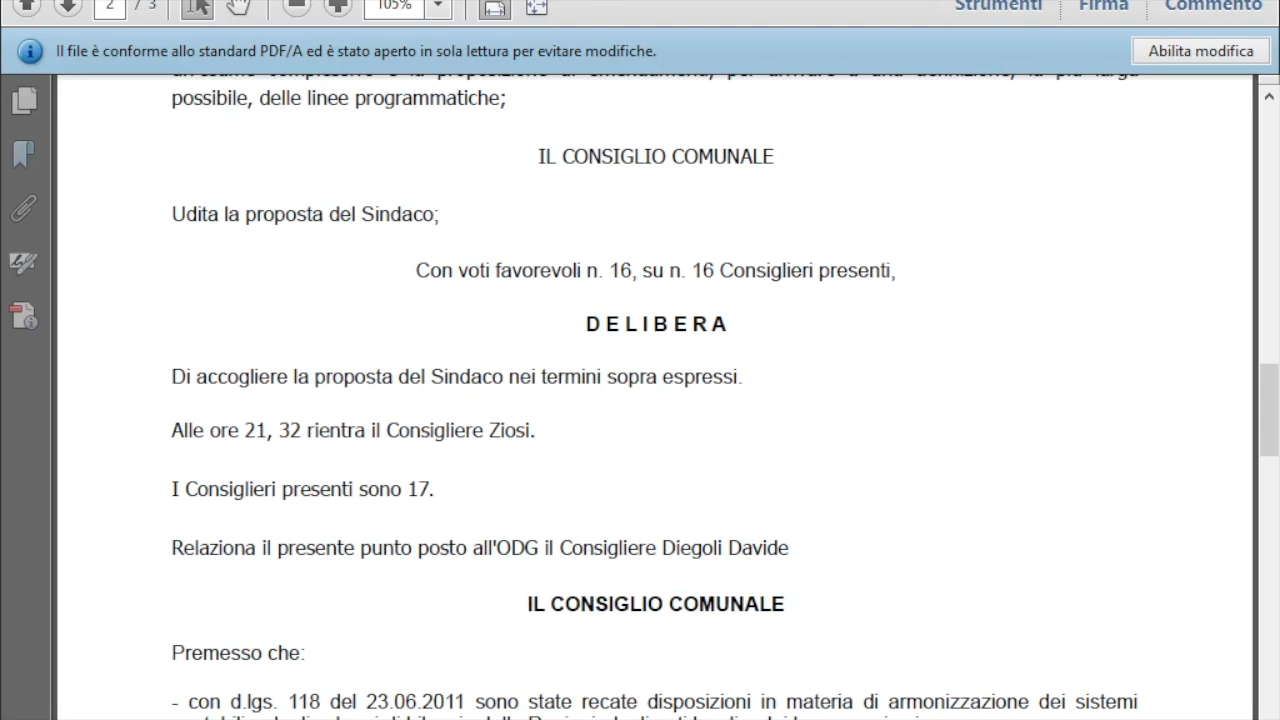 2 / 3
105%
Strumenti
Firma
Commento
Il file è conforme allo standard PDF/A ed è stato aperto in sola lettura per evitare modifiche.
Abilita modifica
possibile, delle linee programmatiche;
IL CONSIGLIO COMUNALE
Udita la proposta del Sindaco;
Con voti favorevoli n. 16, su n. 16 Consiglieri presenti,
D E L I B E R A
Di accogliere la proposta del Sindaco nei termini sopra espressi.
Alle ore 21, 32 rientra il Consigliere Ziosi.
I Consiglieri presenti sono 17.
Relaziona il presente punto posto all'ODG il Consigliere Diegoli Davide
IL CONSIGLIO COMUNALE
Premesso che:
- con d.lgs. 118 del 23.06.2011 sono state recate disposizioni in materia di armonizzazione dei sistemi